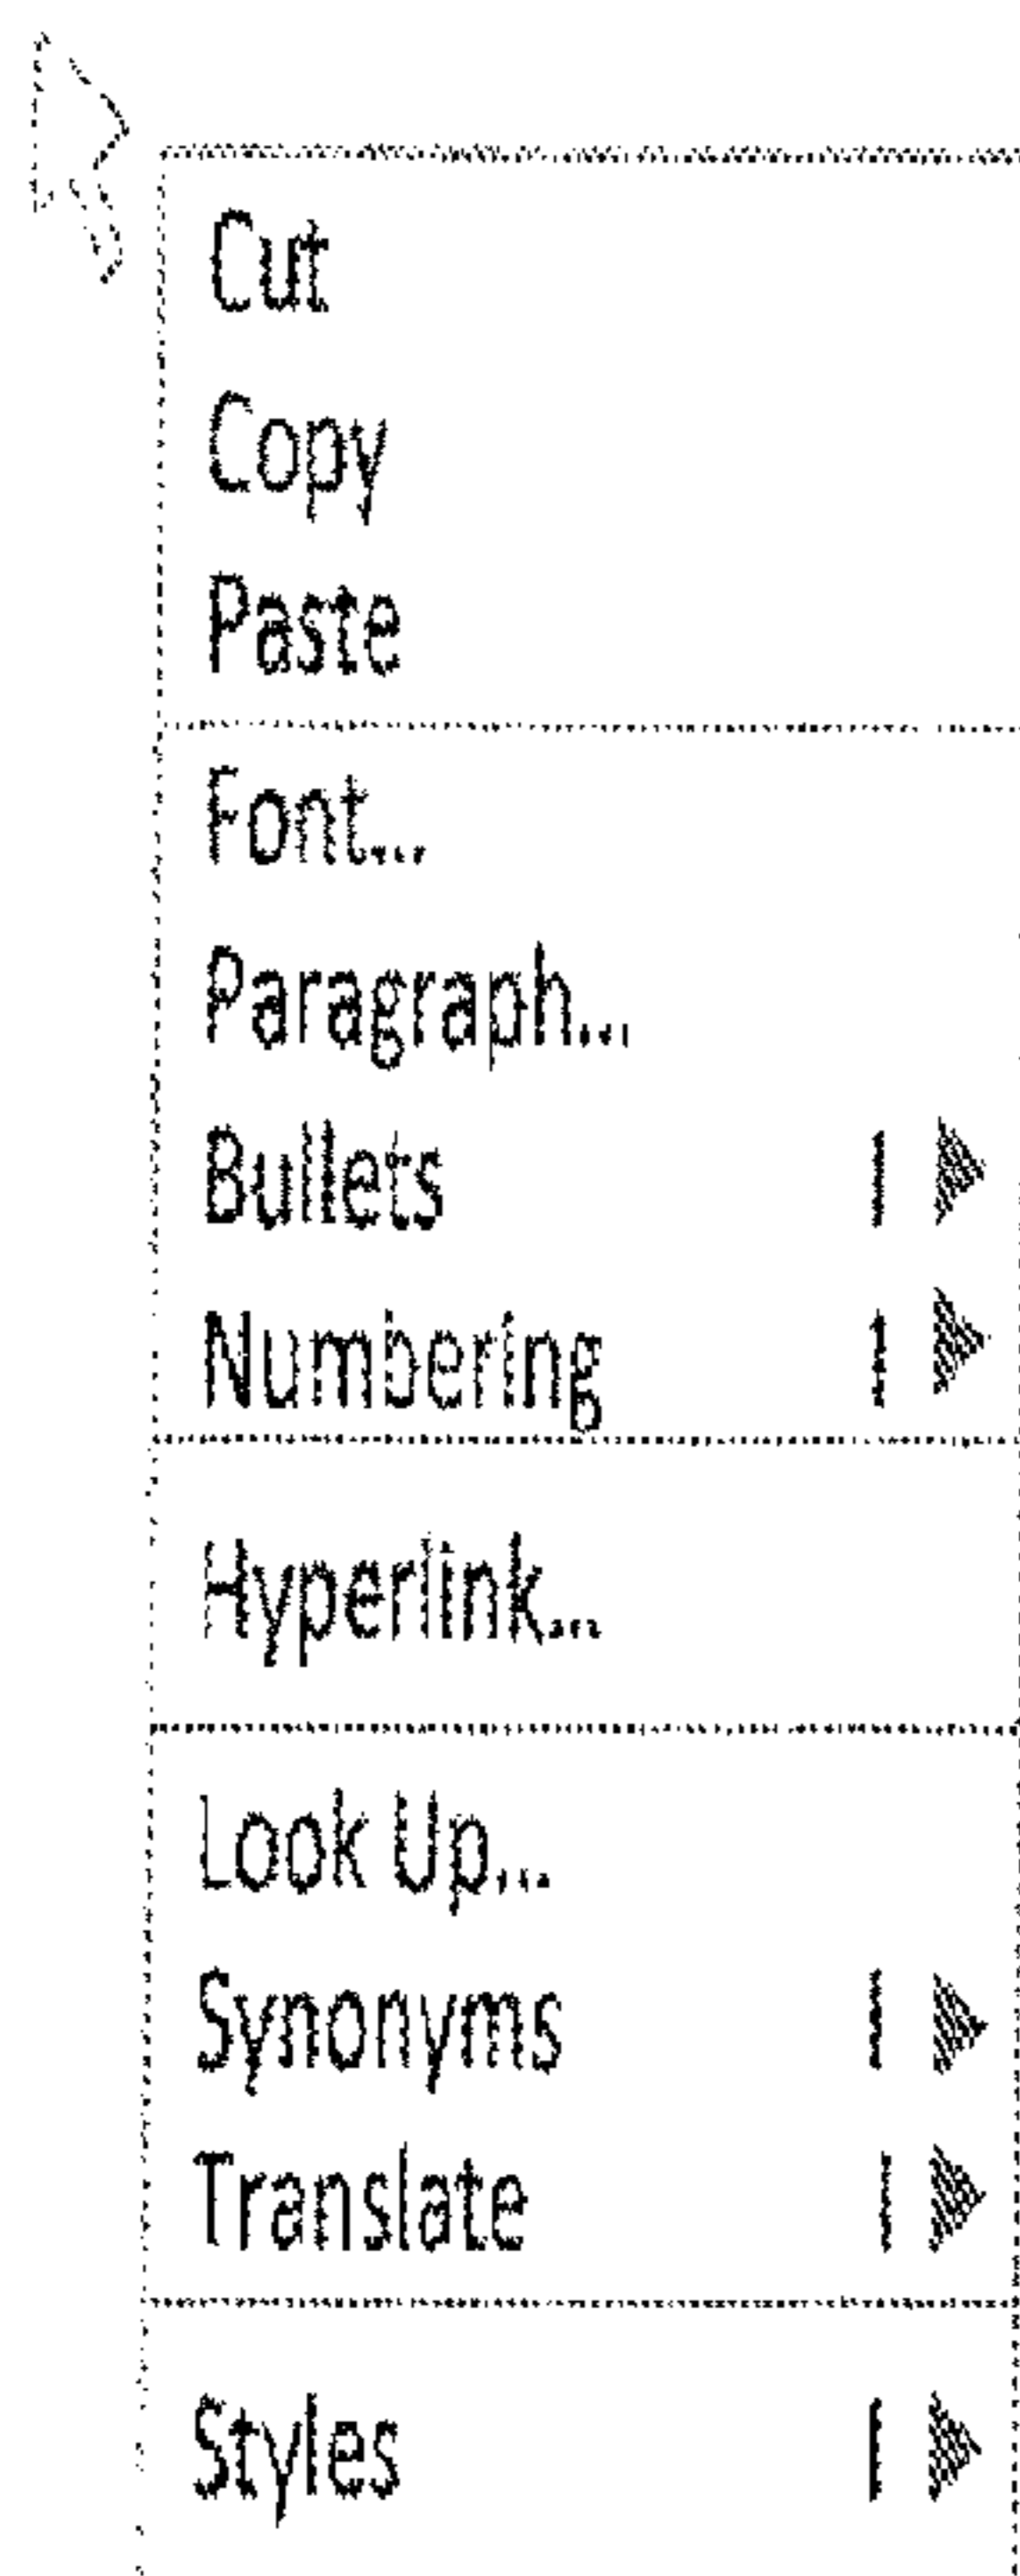 Cut
Copy
Paste
Font...
Paragraph...
Bullets
Numbering
Hyperlink...
Look Up...
Synonyms
Translate
Styles